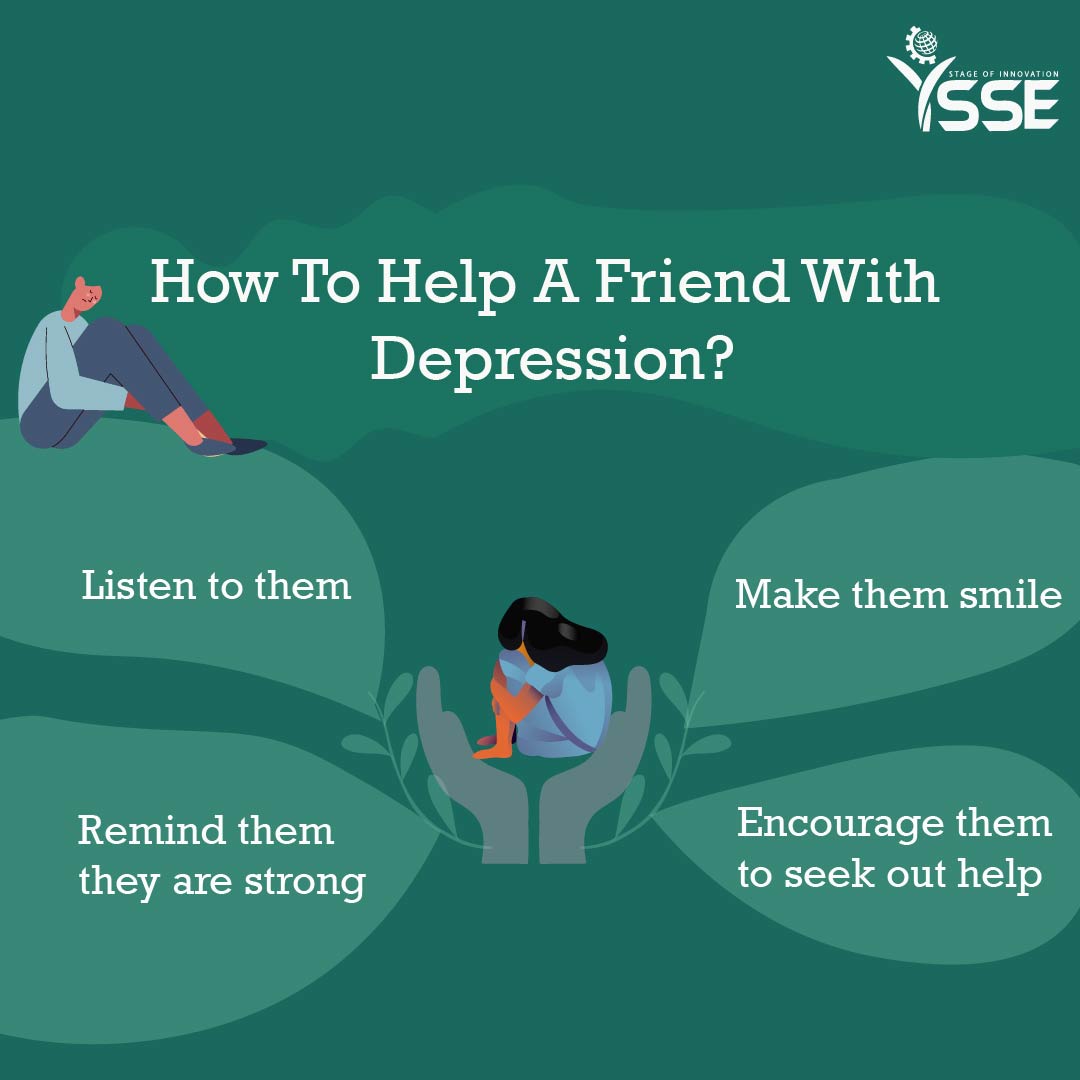 STAGE OF INNOVATION
YSSE
How To Help A Friend With
Depression?
Listen to them
Make them smile
Remind them
they are strong
Encourage them
to seek out help